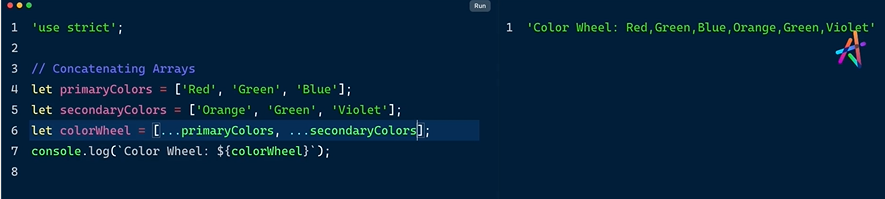 Run
1 'use strict';
2
3 // Concatenating Arrays
4 let primaryColors = ['Red', 'Green', 'Blue'];
5 let secondaryColors = ['Orange', 'Green', 'Violet'];
6 let colorWheel = [...primaryColors, ...secondaryColors];
7 console.log(`Color Wheel: ${colorWheel}`);
8
1 'Color Wheel: Red,Green,Blue,Orange,Green,Violet'